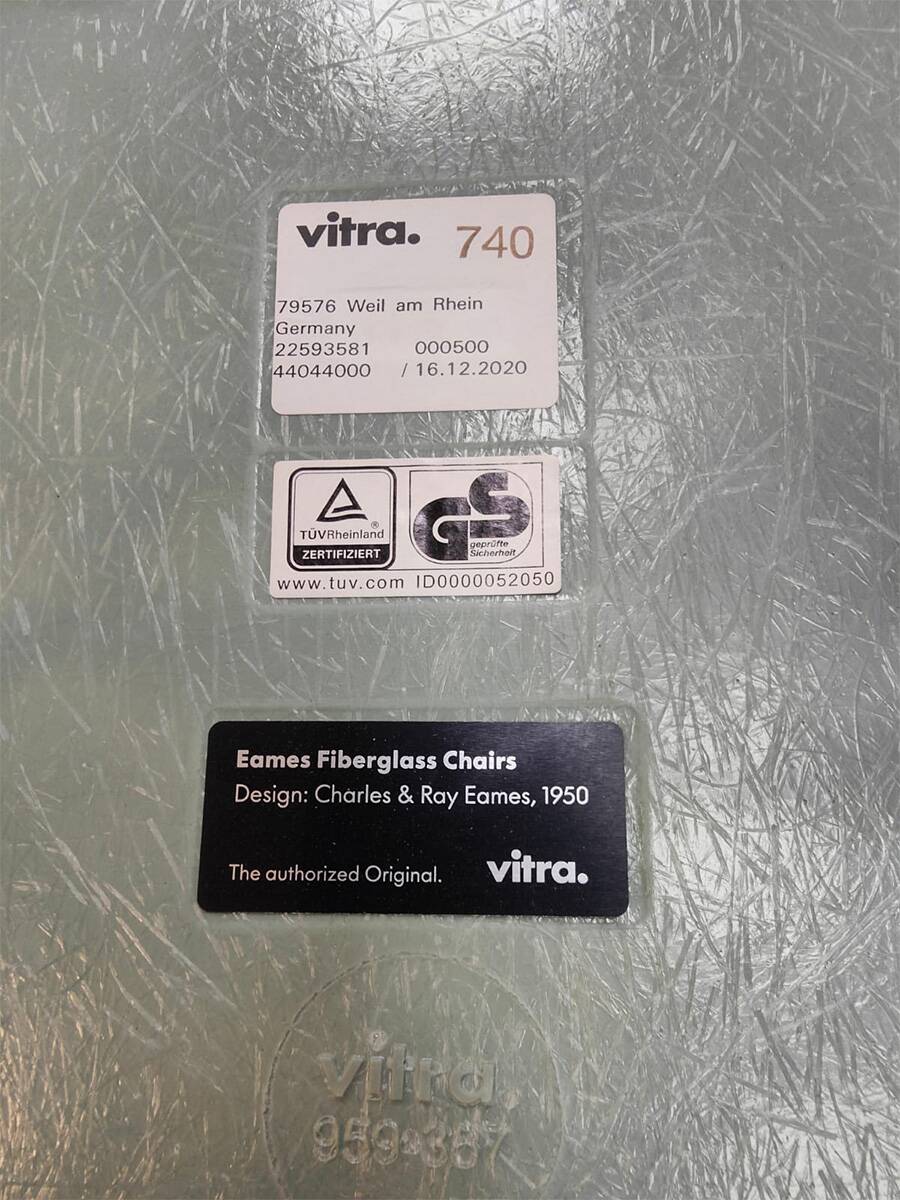 vitra. 740
79576 Weil am Rhein
Germany
22593581 000500
44044000 / 16.12.2020
TÜVRheinland ®
ZERTIFIZIERT
GS
geprüfte
Sicherheit
www.tuv.com ID0000052050
Eames Fiberglass Chairs
Design: Charles & Ray Eames, 1950
The authorized Original. vitra.
vitra.